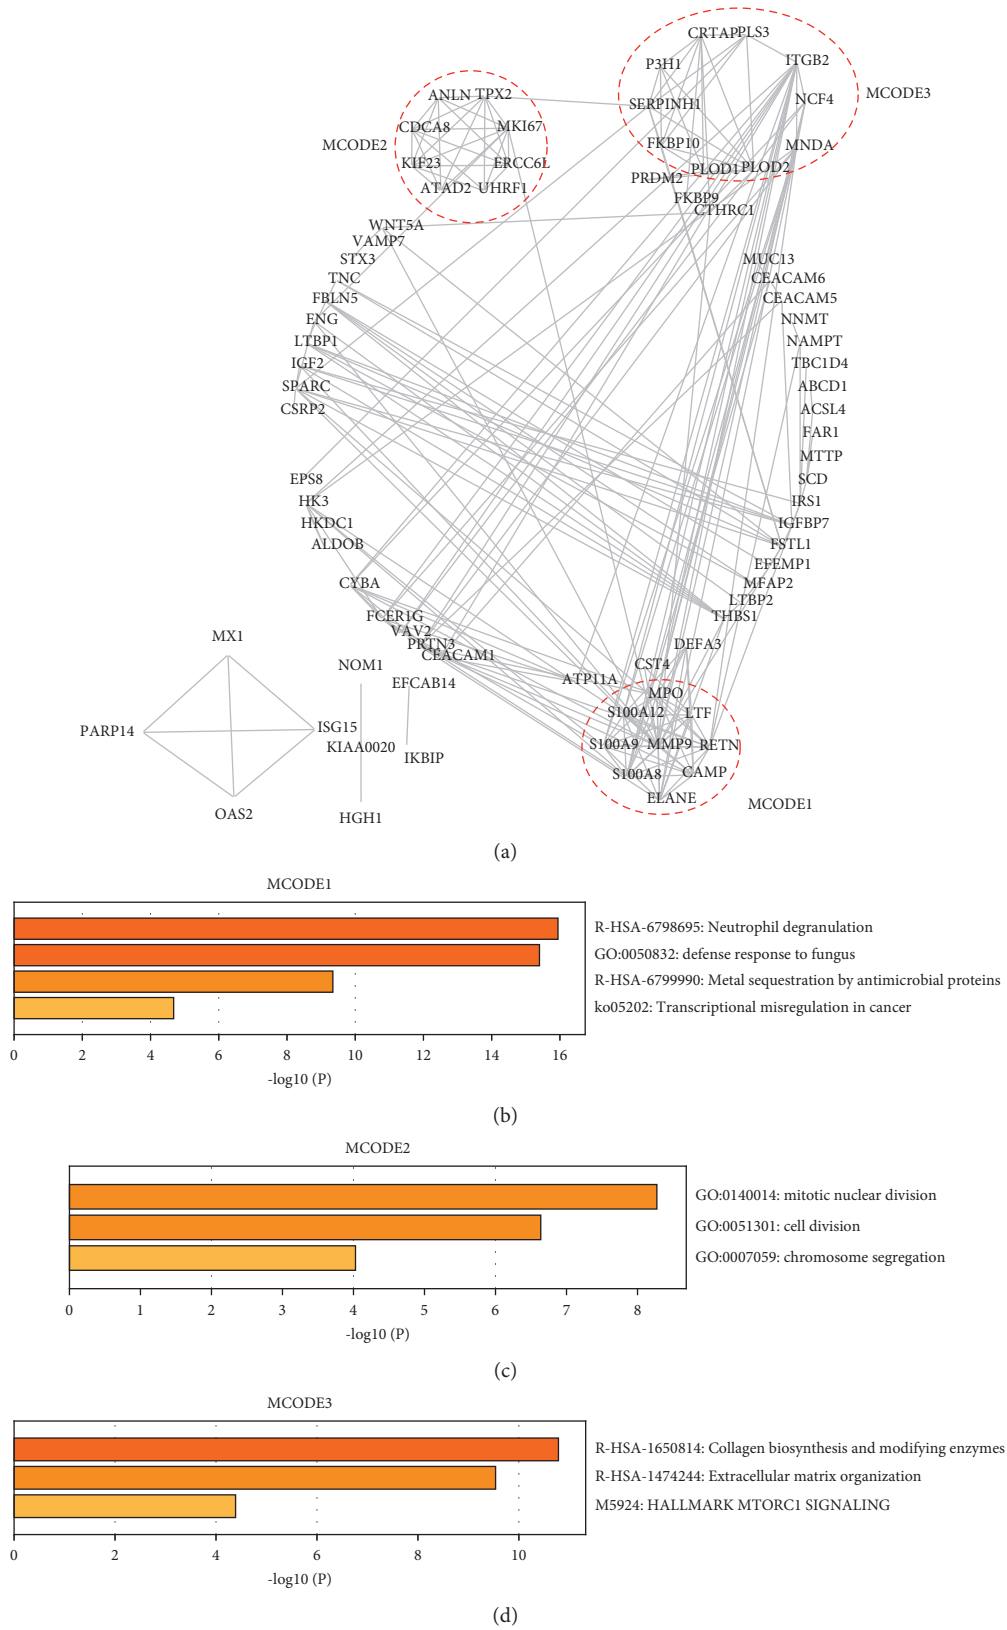 CRTAP
PLS3
P3H1
ITGB2
SERPINH1
NCF4
MCODE3
FKBP10
MNDA
PLOD1
PLOD2
PRDM2
FKBP9
CTHRC1
ANLN
TPX2
CDCA8
MKI67
MCODE2
KIF23
ERCC6L
ATAD2
UHRF1
WNT5A
VAMP7
STX3
TNC
FBLN5
ENG
LTBP1
IGF2
SPARC
CSRP2
EPS8
HK3
HKDC1
ALDOB
CYBA
FCER1G
VAV2
PRTN3
CEACAM1
MUC13
CEACAM6
CEACAM5
NNMT
NAMPT
TBC1D4
ABCD1
ACSL4
FAR1
MTTP
SCD
IRS1
IGFBP7
FSTL1
EFEMP1
MFAP2
LTBP2
THBS1
DEFA3
CST4
ATP11A
MPO
S100A12
LTF
S100A9
MMP9
RETN
S100A8
CAMP
ELANE
MCODE1
MX1
PARP14
ISG15
OAS2
NOM1
KIAA0020
HGH1
EFCAB14
IKBIP
(a)
MCODE1
R-HSA-6798695: Neutrophil degranulation
GO:0050832: defense response to fungus
R-HSA-6799990: Metal sequestration by antimicrobial proteins
ko05202: Transcriptional misregulation in cancer
0 2 4 6 8 10 12 14 16
-log10 (P)
(b)
MCODE2
GO:0140014: mitotic nuclear division
GO:0051301: cell division
GO:0007059: chromosome segregation
0 1 2 3 4 5 6 7 8
-log10 (P)
(c)
MCODE3
R-HSA-1650814: Collagen biosynthesis and modifying enzymes
R-HSA-1474244: Extracellular matrix organization
M5924: HALLMARK MTORC1 SIGNALING
0 2 4 6 8 10
-log10 (P)
(d)